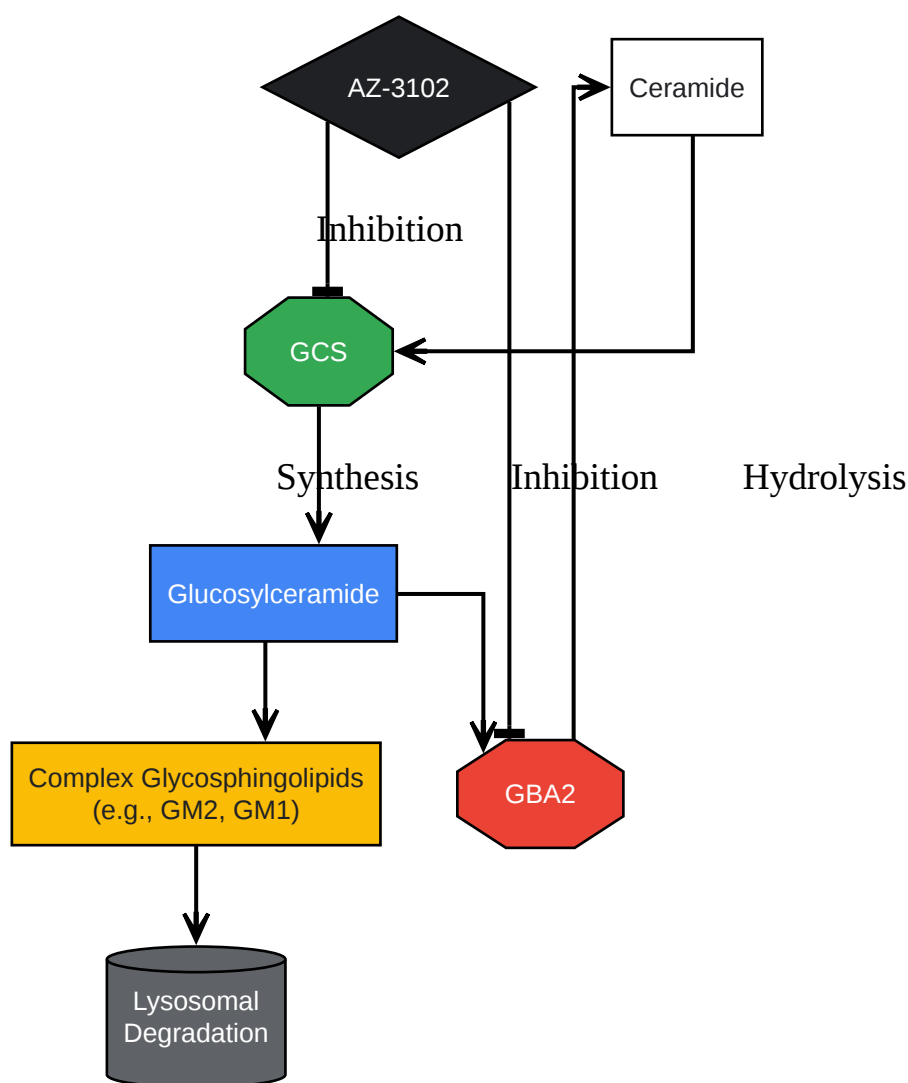 AZ-3102
Ceramide
Inhibition
GCS
Synthesis
Inhibition
Hydrolysis
Glucosylceramide
Complex Glycosphingolipids
(e.g., GM2, GM1)
GBA2
Lysosomal
Degradation